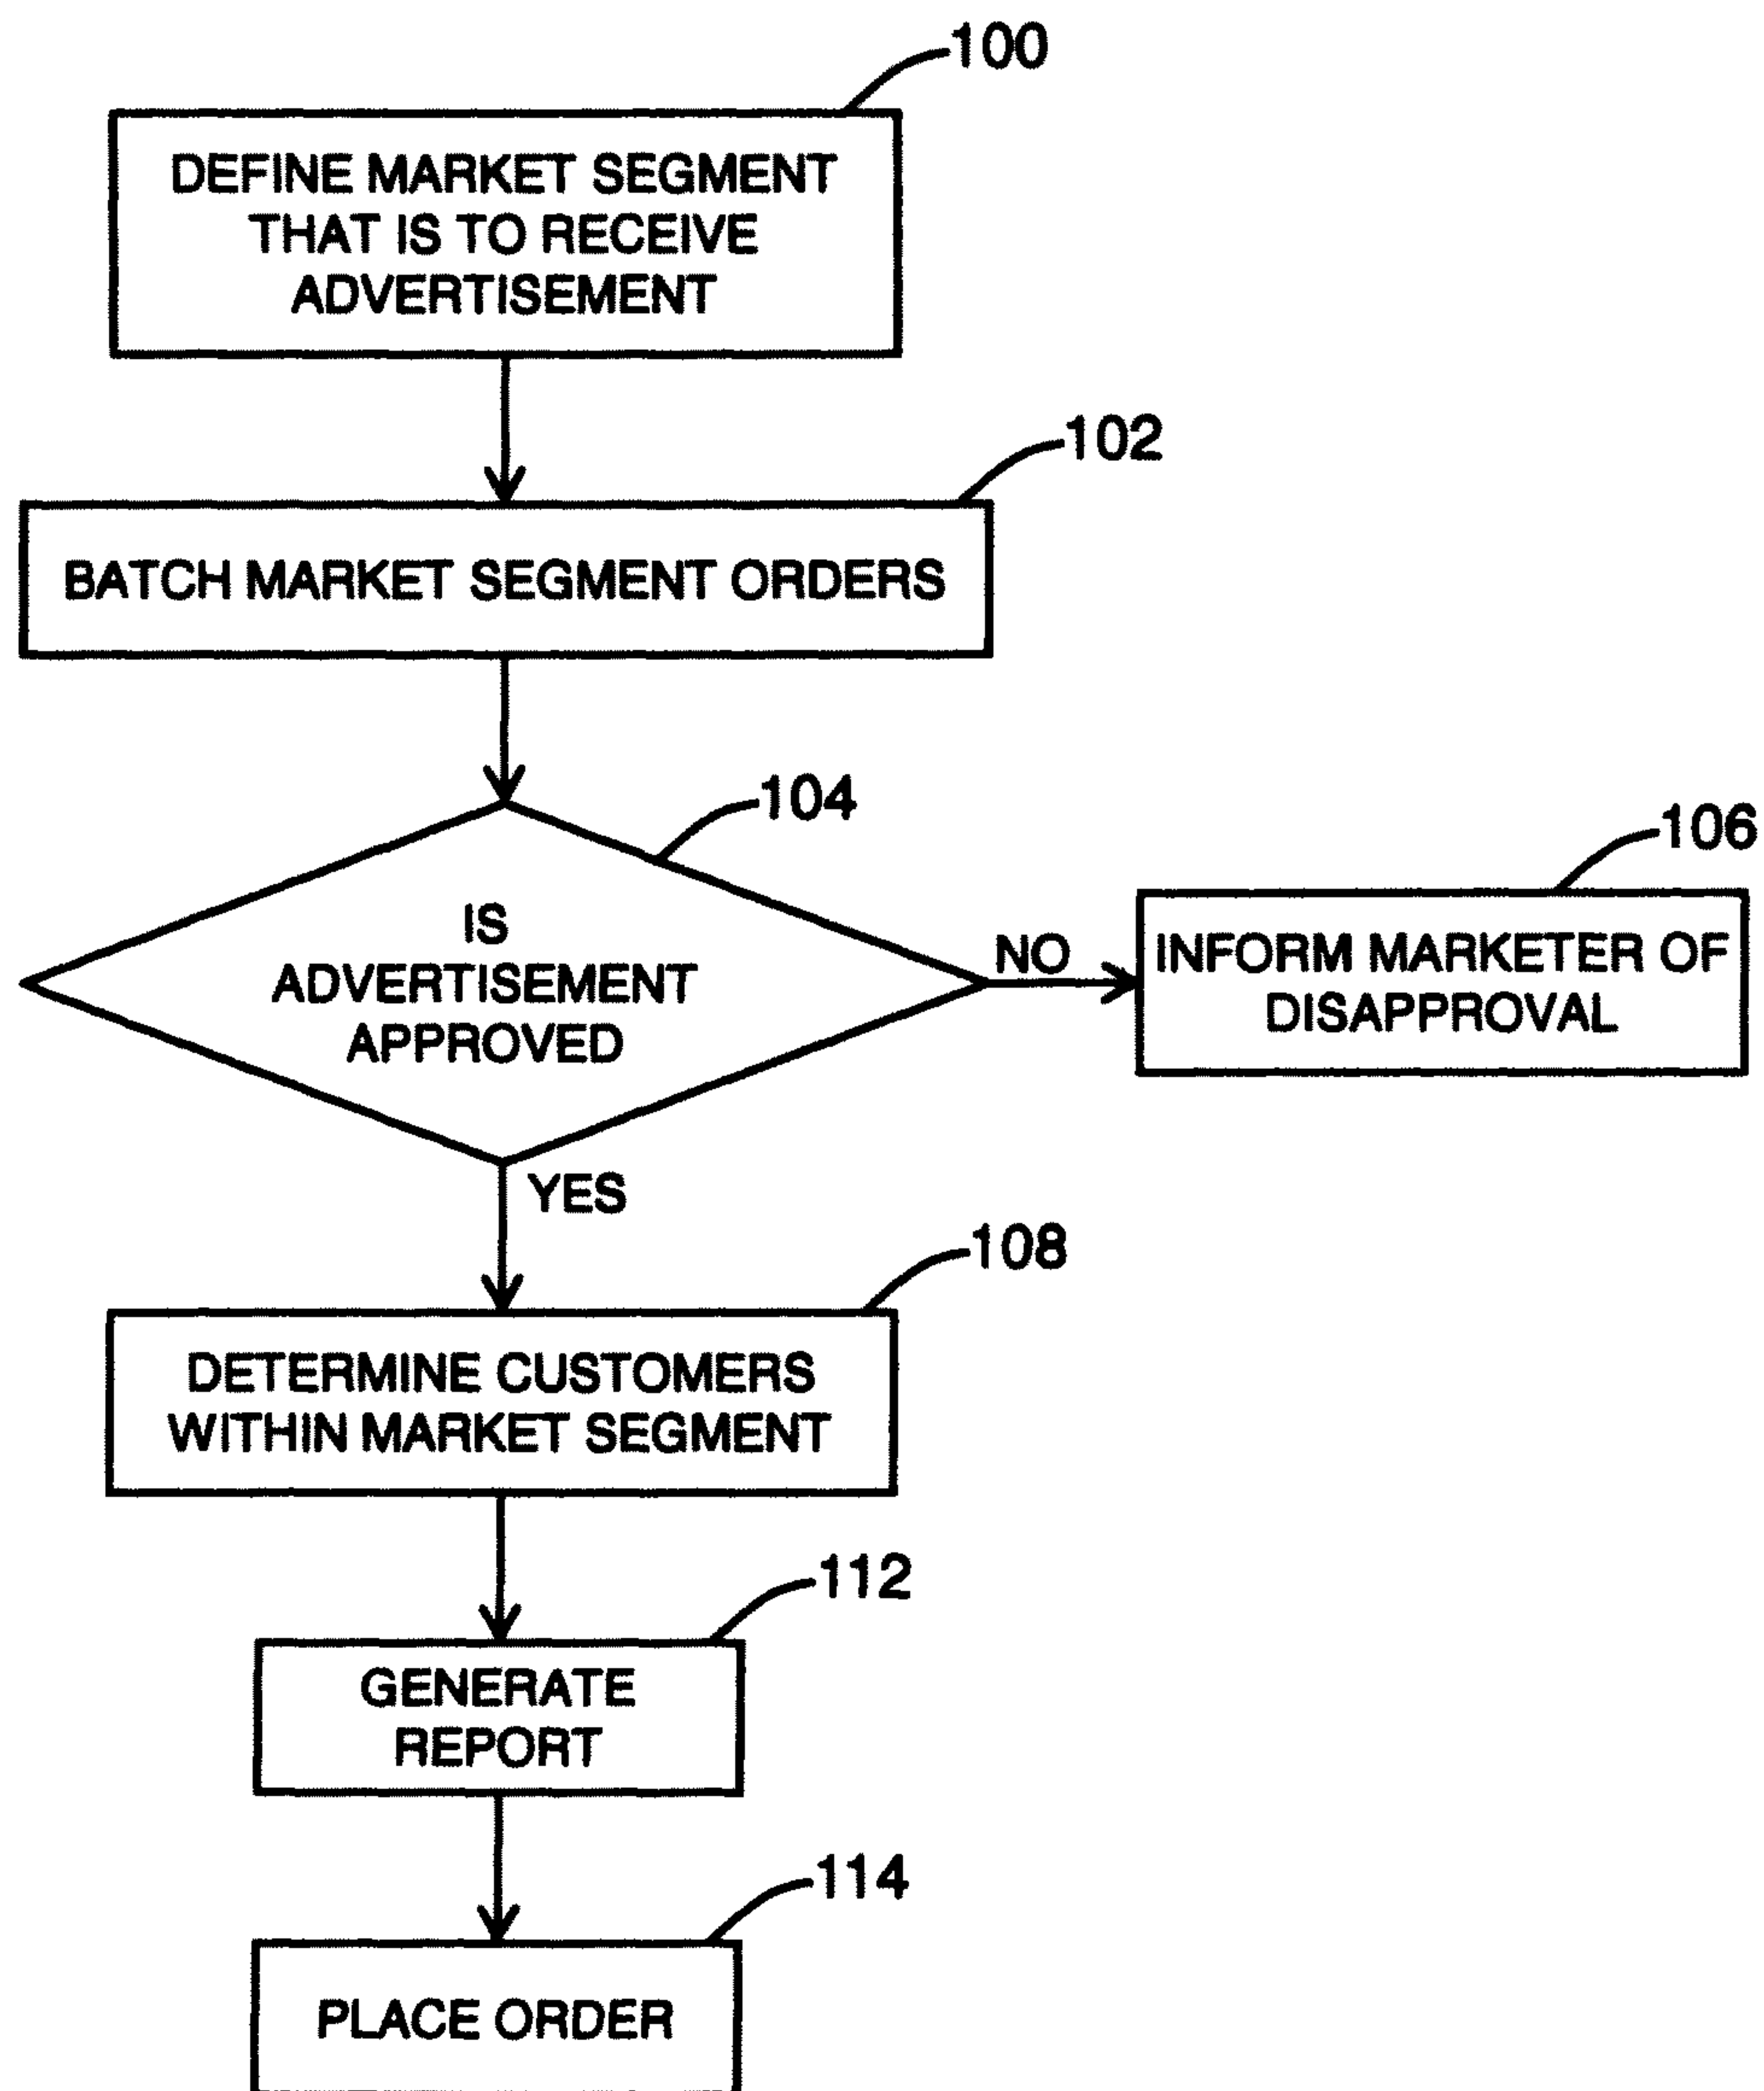 100
DEFINE MARKET SEGMENT
THAT IS TO RECEIVE
ADVERTISEMENT
102
BATCH MARKET SEGMENT ORDERS
104
IS
ADVERTISEMENT
APPROVED
NO
106
INFORM MARKETER OF
DISAPPROVAL
YES
108
DETERMINE CUSTOMERS
WITHIN MARKET SEGMENT
112
GENERATE
REPORT
114
PLACE ORDER